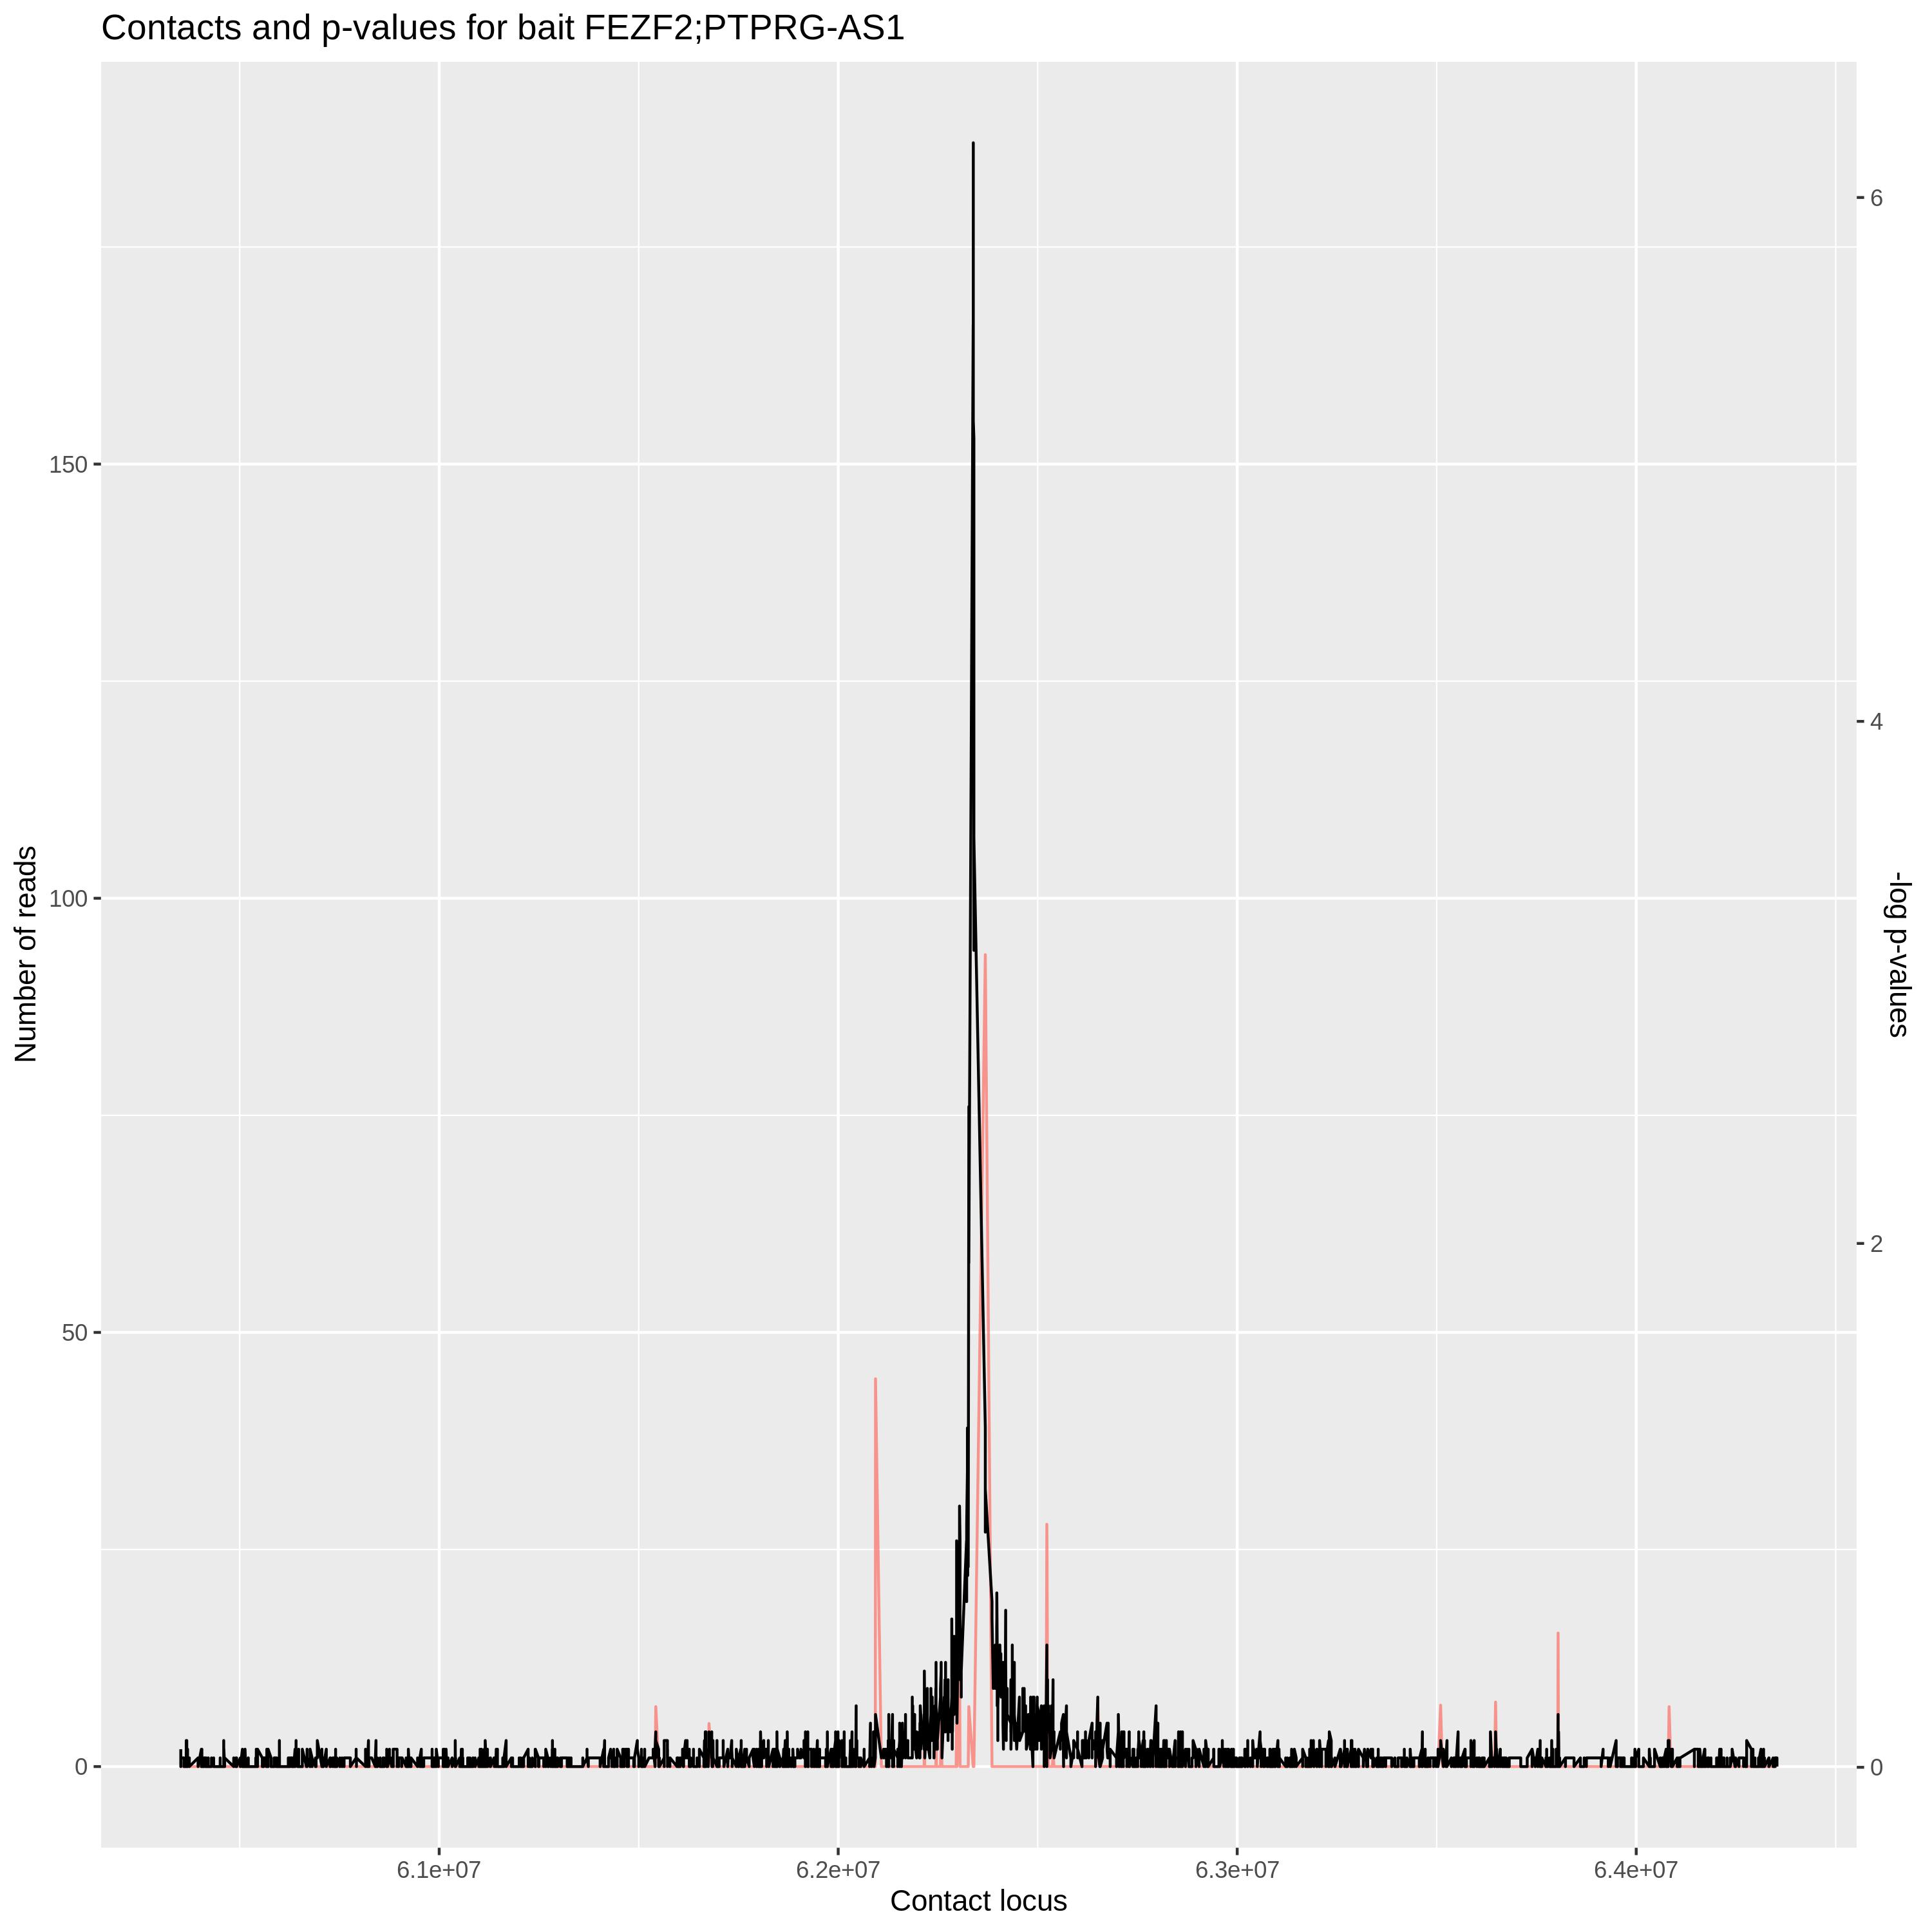 Contacts and p-values for bait FEZF2;PTPRG-AS1
6
150
4
100
Number of reads
-log p-values
2
50
0
0
6.1e+07
6.2e+07
6.3e+07
6.4e+07
Contact locus